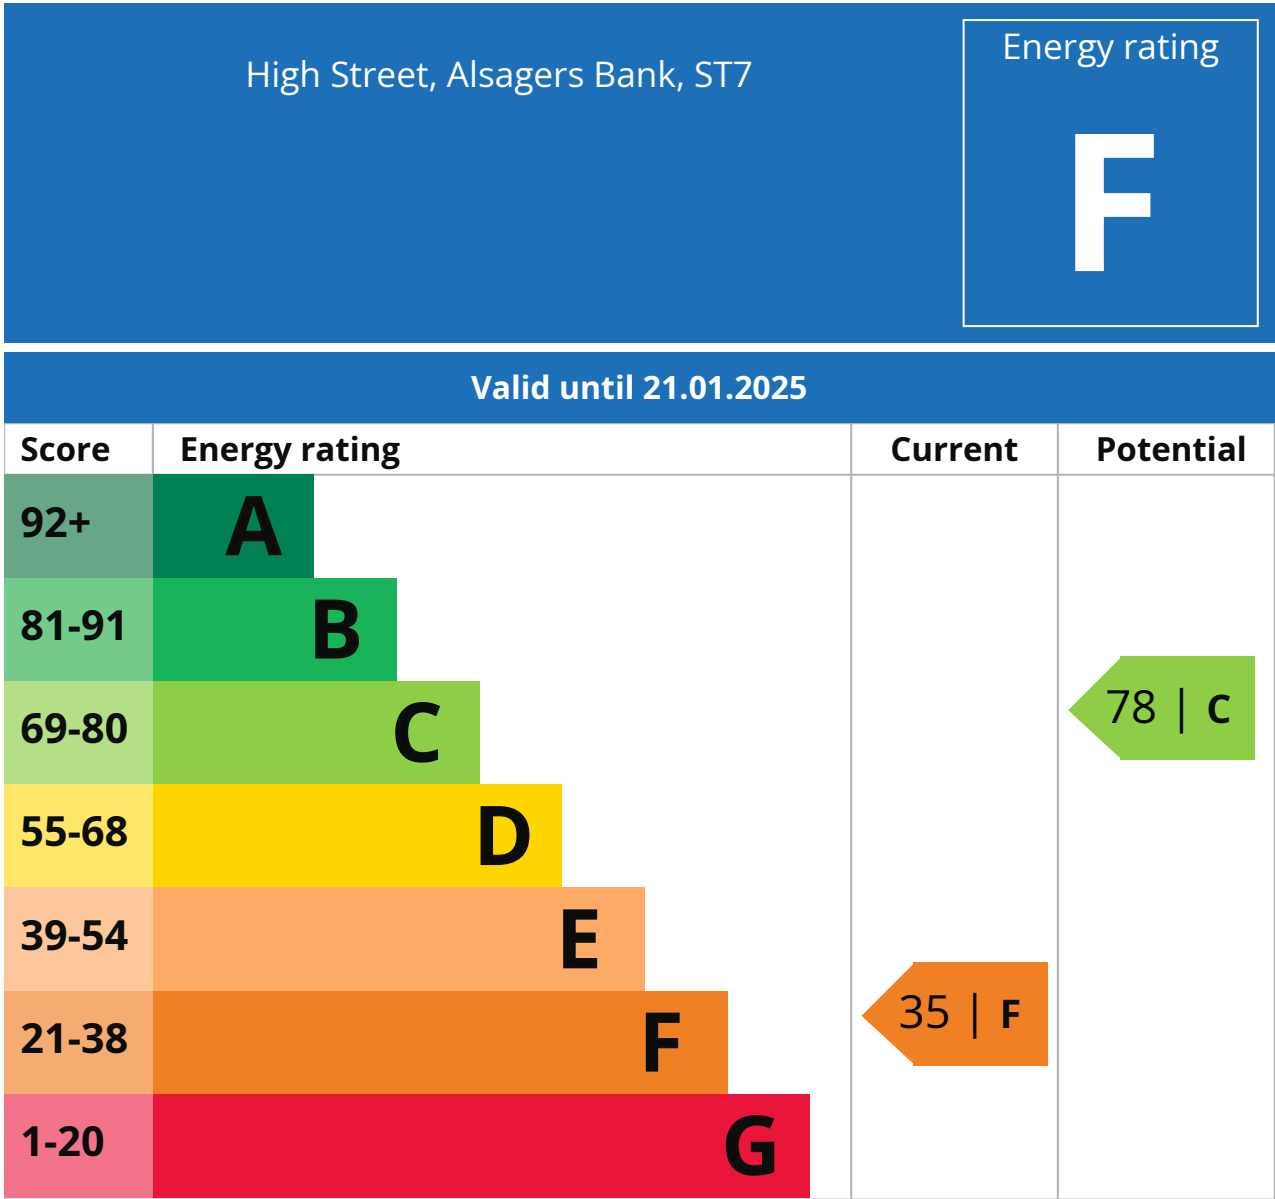 High Street, Alsagers Bank, ST7
Energy rating
F
Valid until 21.01.2025
Score Energy rating Current Potential
92+ A
81-91 B
69-80 C
78 | C
55-68 D
39-54 E
21-38 F
35 | F
1-20 G